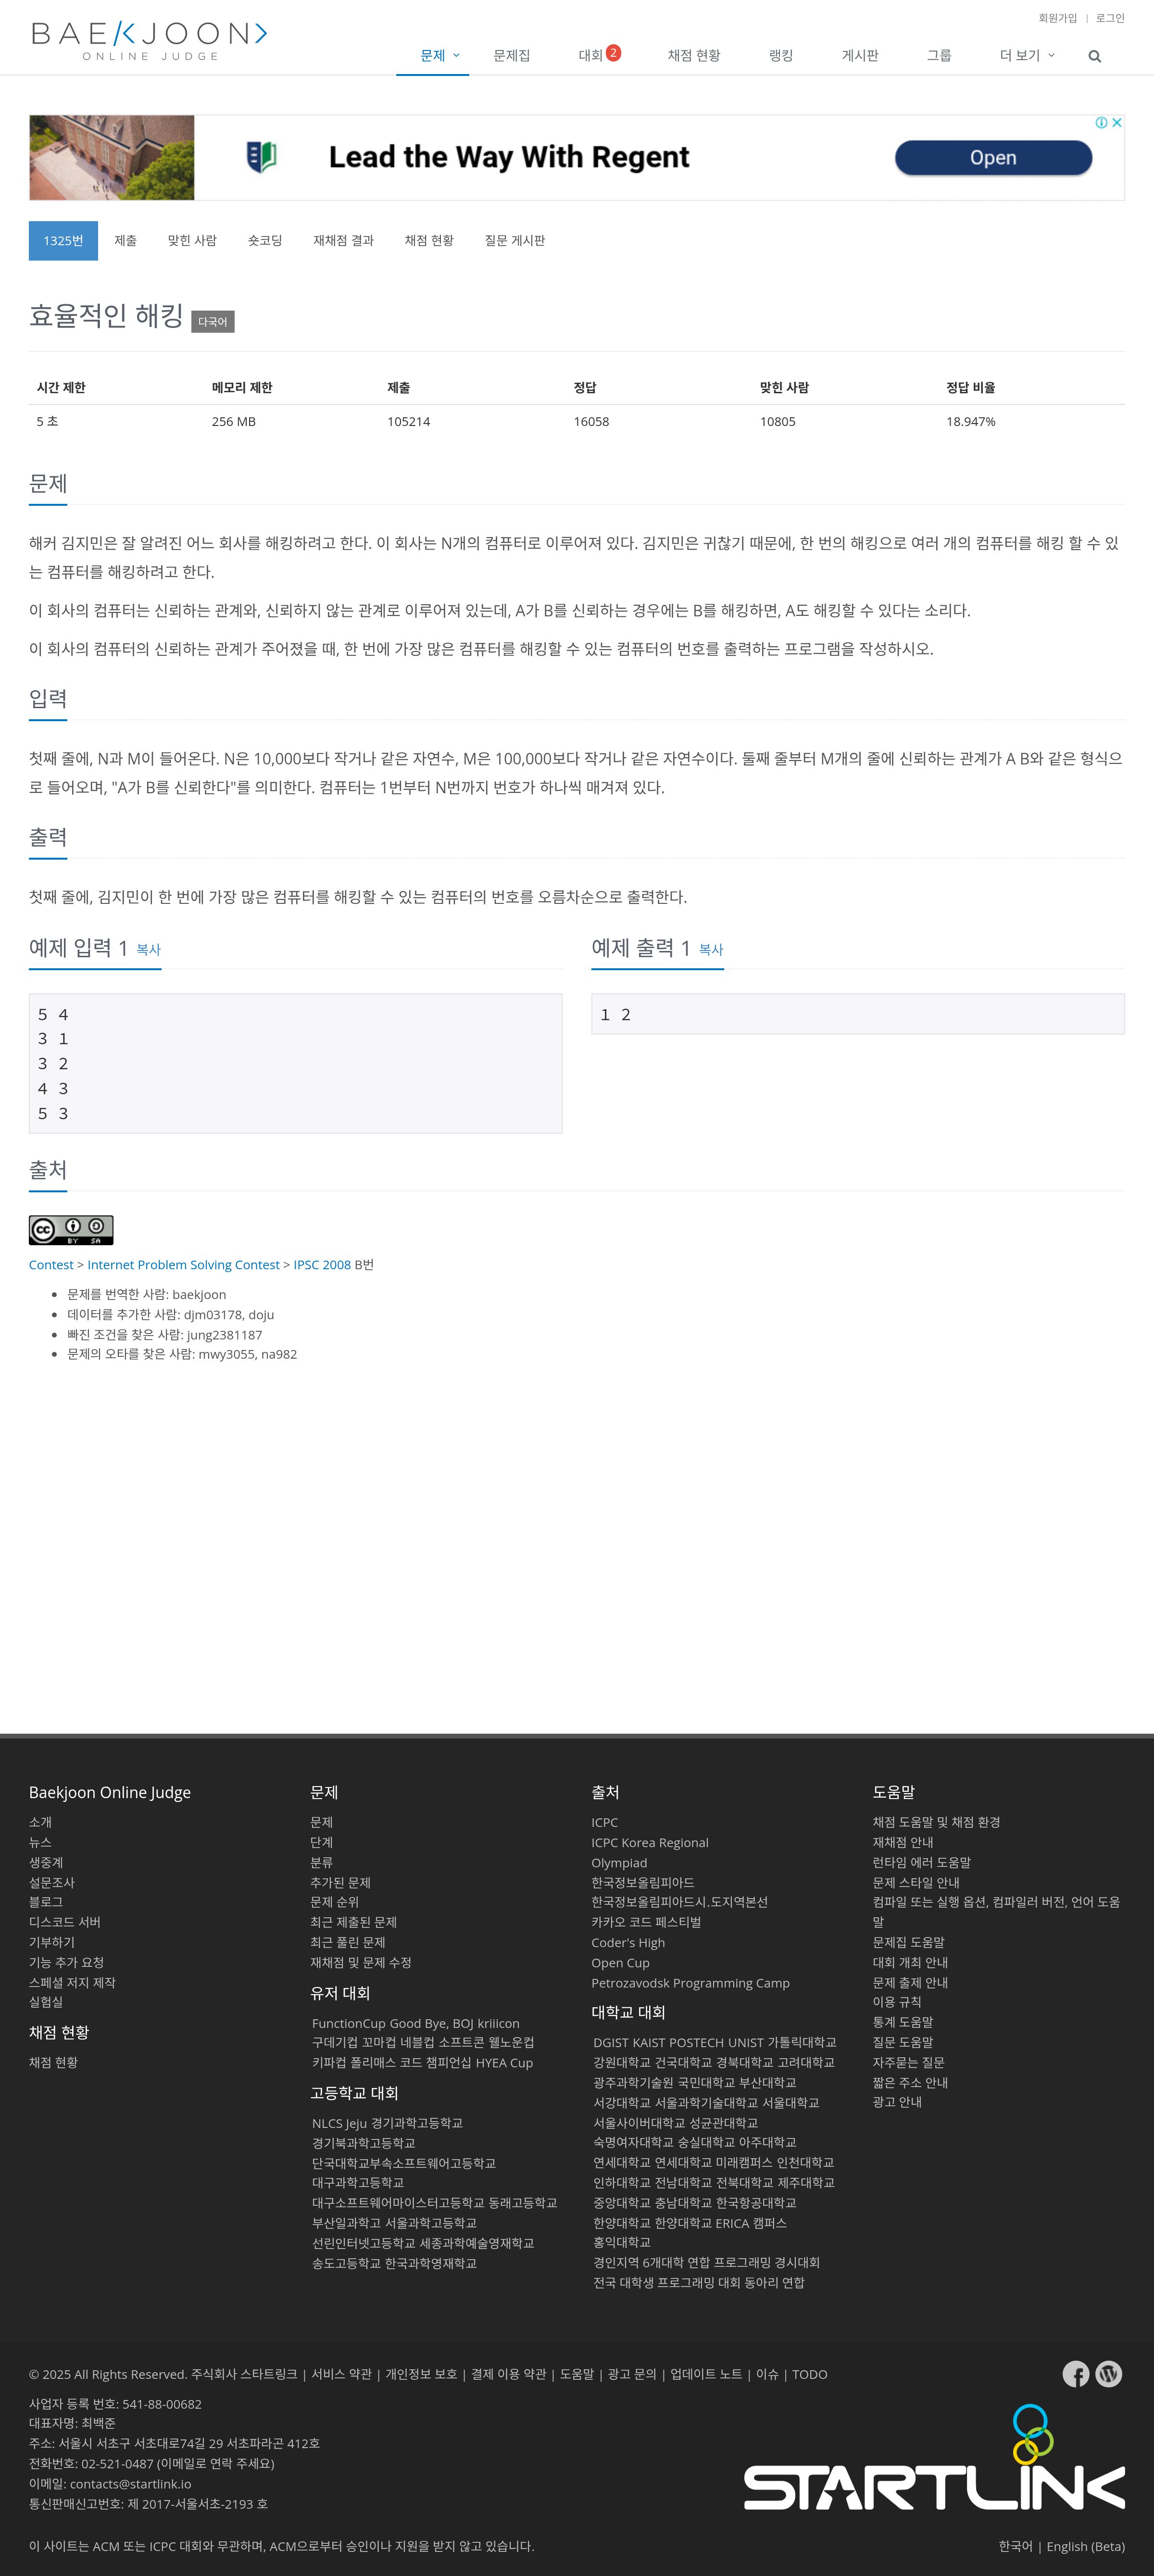 회원가입 | 로그인
BAEKJOON
ONLINE JUDGE
문제 문제집 대회 2 채점 현황 랭킹 게시판 그룹 더 보기
Lead the Way With Regent
Open
1325번 제출 맞힌 사람 숏코딩 재채점 결과 채점 현황 질문 게시판
효율적인 해킹 다국어
시간 제한 메모리 제한 제출 정답 맞힌 사람 정답 비율
5 초 256 MB 105214 16058 10805 18.947%
문제
해커 김지민은 잘 알려진 어느 회사를 해킹하려고 한다. 이 회사는 N개의 컴퓨터로 이루어져 있다. 김지민은 귀찮기 때문에, 한 번의 해킹으로 여러 개의 컴퓨터를 해킹 할 수 있
는 컴퓨터를 해킹하려고 한다.
이 회사의 컴퓨터는 신뢰하는 관계와, 신뢰하지 않는 관계로 이루어져 있는데, A가 B를 신뢰하는 경우에는 B를 해킹하면, A도 해킹할 수 있다는 소리다.
이 회사의 컴퓨터의 신뢰하는 관계가 주어졌을 때, 한 번에 가장 많은 컴퓨터를 해킹할 수 있는 컴퓨터의 번호를 출력하는 프로그램을 작성하시오.
입력
첫째 줄에, N과 M이 들어온다. N은 10,000보다 작거나 같은 자연수, M은 100,000보다 작거나 같은 자연수이다. 둘째 줄부터 M개의 줄에 신뢰하는 관계가 A B와 같은 형식으
로 들어오며, "A가 B를 신뢰한다"를 의미한다. 컴퓨터는 1번부터 N번까지 번호가 하나씩 매겨져 있다.
출력
첫째 줄에, 김지민이 한 번에 가장 많은 컴퓨터를 해킹할 수 있는 컴퓨터의 번호를 오름차순으로 출력한다.
예제 입력 1 복사
5 4
3 1
3 2
4 3
5 3
예제 출력 1 복사
1 2
출처
CC BY SA
Contest > Internet Problem Solving Contest > IPSC 2008 B번
• 문제를 번역한 사람: baekjoon
• 데이터를 추가한 사람: djm03178, doju
• 빠진 조건을 찾은 사람: jung2381187
• 문제의 오타를 찾은 사람: mwy3055, na982
Baekjoon Online Judge
소개
뉴스
생중계
설문조사
블로그
디스코드 서버
기부하기
기능 추가 요청
스페셜 저지 제작
실험실
채점 현황
채점 현황
문제
문제
단계
분류
추가된 문제
문제 순위
최근 제출된 문제
최근 풀린 문제
재채점 및 문제 수정
유저 대회
FunctionCup Good Bye, BOJ kriiicon
구데기컵 꼬마컵 네블컵 소프트콘 웰노운컵
키파컵 폴리매스 코드 챔피언십 HYEA Cup
고등학교 대회
NLCS Jeju 경기과학고등학교
경기북과학고등학교
단국대학교부속소프트웨어고등학교
대구과학고등학교
대구소프트웨어마이스터고등학교 동래고등학교
부산일과학고 서울과학고등학교
선린인터넷고등학교 세종과학예술영재학교
송도고등학교 한국과학영재학교
출처
ICPC
ICPC Korea Regional
Olympiad
한국정보올림피아드
한국정보올림피아드시.도지역본선
카카오 코드 페스티벌
Coder's High
Open Cup
Petrozavodsk Programming Camp
대학교 대회
DGIST KAIST POSTECH UNIST 가톨릭대학교
강원대학교 건국대학교 경북대학교 고려대학교
광주과학기술원 국민대학교 부산대학교
서강대학교 서울과학기술대학교 서울대학교
서울사이버대학교 성균관대학교
숙명여자대학교 숭실대학교 아주대학교
연세대학교 연세대학교 미래캠퍼스 인천대학교
인하대학교 전남대학교 전북대학교 제주대학교
중앙대학교 충남대학교 한국항공대학교
한양대학교 한양대학교 ERICA 캠퍼스
홍익대학교
경인지역 6개대학 연합 프로그래밍 경시대회
전국 대학생 프로그래밍 대회 동아리 연합
도움말
채점 도움말 및 채점 환경
재채점 안내
런타임 에러 도움말
문제 스타일 안내
컴파일 또는 실행 옵션, 컴파일러 버전, 언어 도움
말
문제집 도움말
대회 개최 안내
문제 출제 안내
이용 규칙
통계 도움말
질문 도움말
자주묻는 질문
짧은 주소 안내
광고 안내
© 2025 All Rights Reserved. 주식회사 스타트링크 | 서비스 약관 | 개인정보 보호 | 결제 이용 약관 | 도움말 | 광고 문의 | 업데이트 노트 | 이슈 | TODO
사업자 등록 번호: 541-88-00682
대표자명: 최백준
주소: 서울시 서초구 서초대로74길 29 서초파라곤 412호
전화번호: 02-521-0487 (이메일로 연락 주세요)
이메일: contacts@startlink.io
통신판매신고번호: 제 2017-서울서초-2193 호
STARTLINK
이 사이트는 ACM 또는 ICPC 대회와 무관하며, ACM으로부터 승인이나 지원을 받지 않고 있습니다.
한국어 | English (Beta)